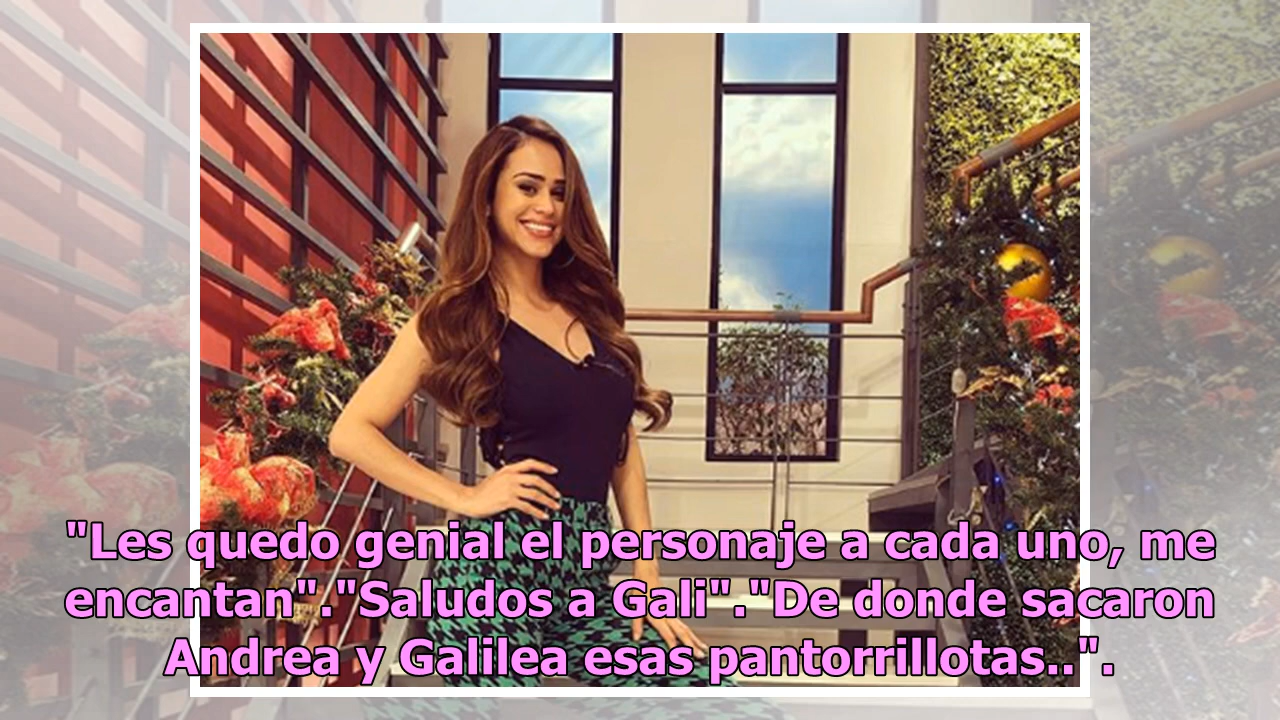 "Les quedo genial el personaje a cada uno, me
encantan"."Saludos a Gali"."De donde sacaron
Andrea y Galilea esas pantorrillotas..".